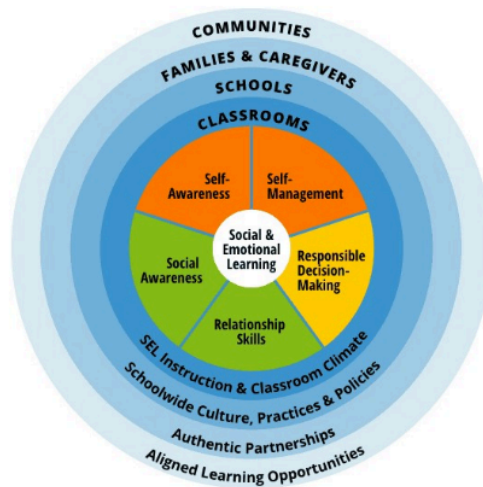 COMMUNITIES
FAMILIES & CAREGIVERS
SCHOOLS
CLASSROOMS
Self-
Awareness
Self-
Management
Social &
Emotional
Learning
Social
Awareness
Responsible
Decision-
Making
Relationship
Skills
SEL Instruction & Classroom Climate
Schoolwide Culture, Practices & Policies
Authentic Partnerships
Aligned Learning Opportunities